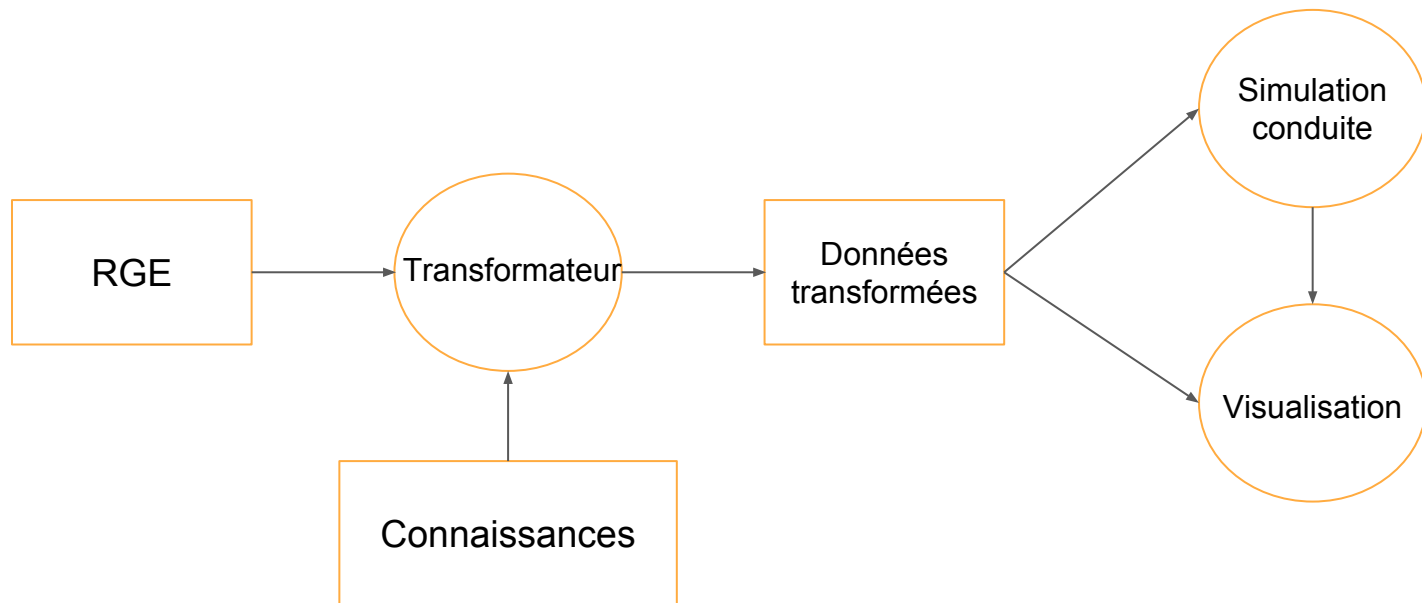 RGE
Transformateur
Connaissances
Données
transformées
Simulation
conduite
Visualisation